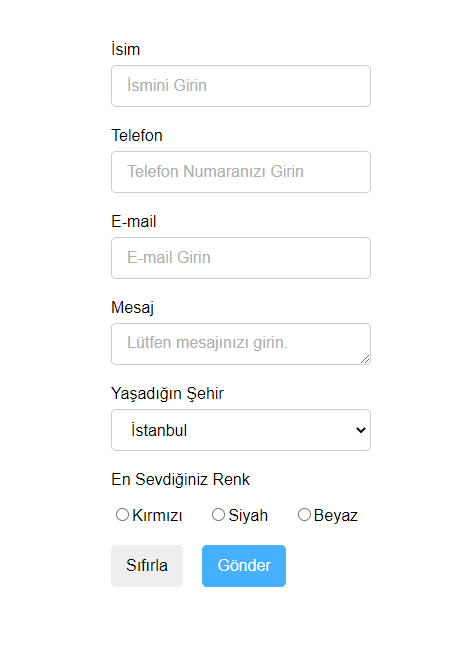 İsim
İsmini Girin
Telefon
Telefon Numaranızı Girin
E-mail
E-mail Girin
Mesaj
Lütfen mesajınızı girin.
Yaşadığın Şehir
İstanbul
En Sevdiğiniz Renk
Kırmızı Siyah Beyaz
Sıfırla Gönder